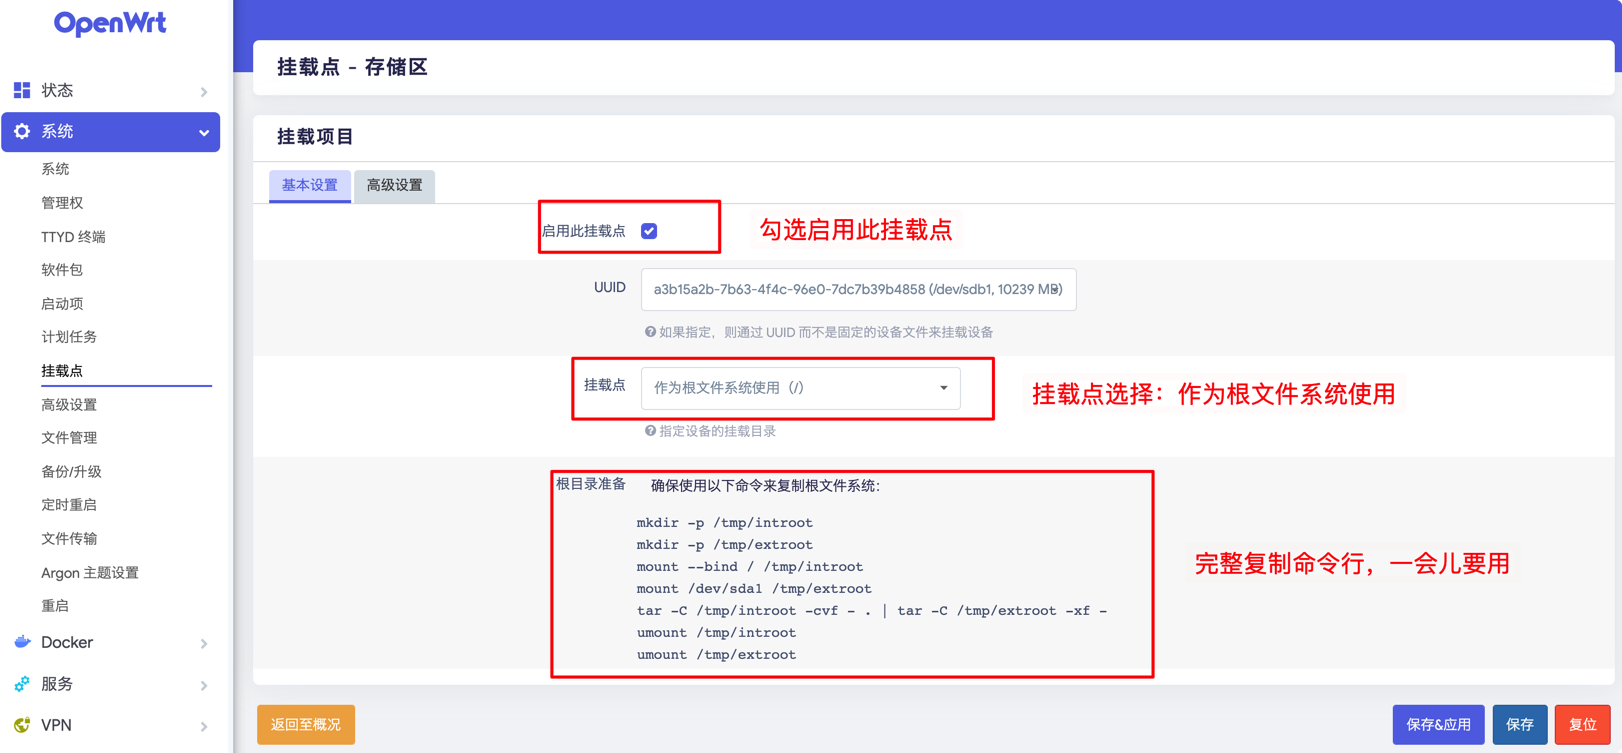 OpenWrt
状态
系统
系统
管理权
TTYD 终端
软件包
启动项
计划任务
挂载点
高级设置
文件管理
备份/升级
定时重启
文件传输
Argon 主题设置
重启
Docker
服务
VPN
挂载点 - 存储区
挂载项目
基本设置
高级设置
启用此挂载点
勾选启用此挂载点
UUID
a3b15a2b-7b63-4f4c-96e0-7dc7b39b4858 (/dev/sdb1, 10239 MB)
如果指定，则通过 UUID 而不是固定的设备文件来挂载设备
挂载点
作为根文件系统使用（/）
挂载点选择：作为根文件系统使用
指定设备的挂载目录
根目录准备
确保使用以下命令来复制根文件系统:
mkdir -p /tmp/introot
mkdir -p /tmp/extroot
mount --bind / /tmp/introot
mount /dev/sda1 /tmp/extroot
tar -C /tmp/introot -cvf - . | tar -C /tmp/extroot -xf -
umount /tmp/introot
umount /tmp/extroot
完整复制命令行，一会儿要用
返回至概况
保存&应用
保存
复位